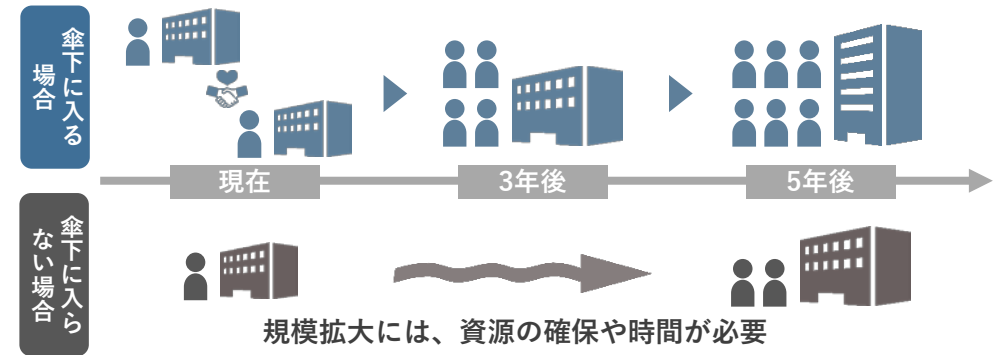 傘下に入る
場合
現在
3年後
5年後
傘下に入ら
ない場合
規模拡大には、資源の確保や時間が必要